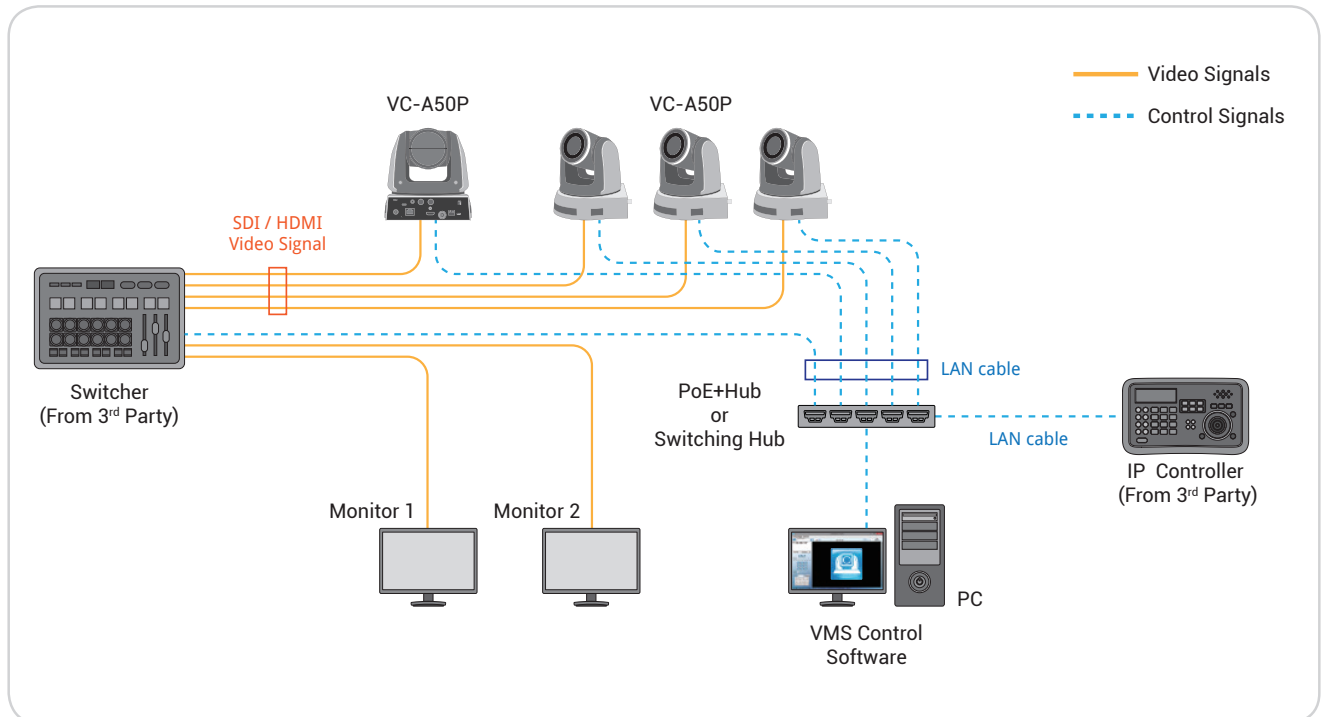 Video Signals
Control Signals
VC-A50P
VC-A50P
SDI / HDMI
Video Signal
Switcher
(From 3rd Party)
LAN cable
PoE+Hub
or
Switching Hub
LAN cable
IP Controller
(From 3rd Party)
Monitor 1
Monitor 2
PC
VMS Control
Software